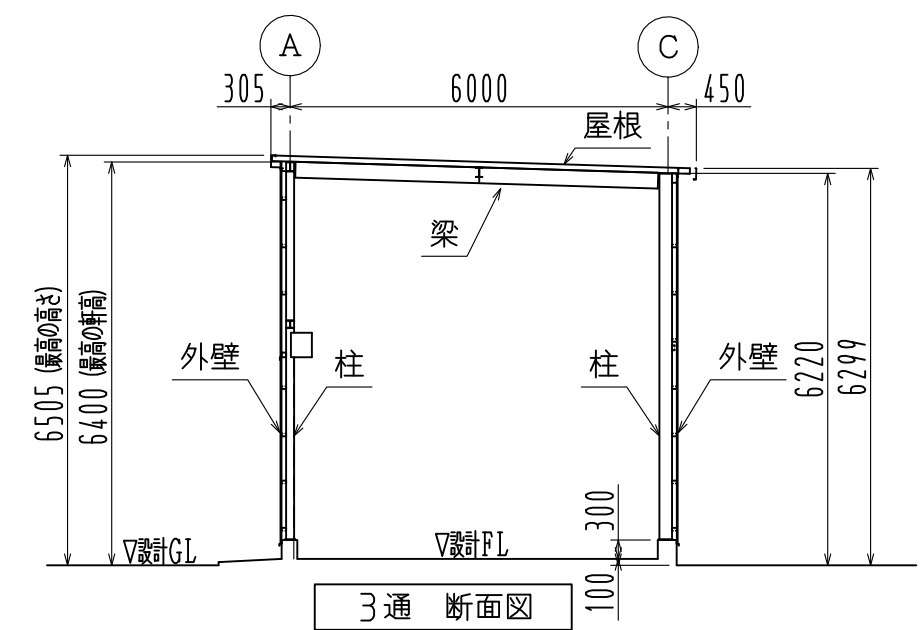 A
C
305
6000
450
屋根
梁
6505 (最高の高さ)
6400 (最高の軒高)
外壁
柱
柱
外壁
6220
6299
300
▽設計GL
▽設計FL
100
3通 断面図